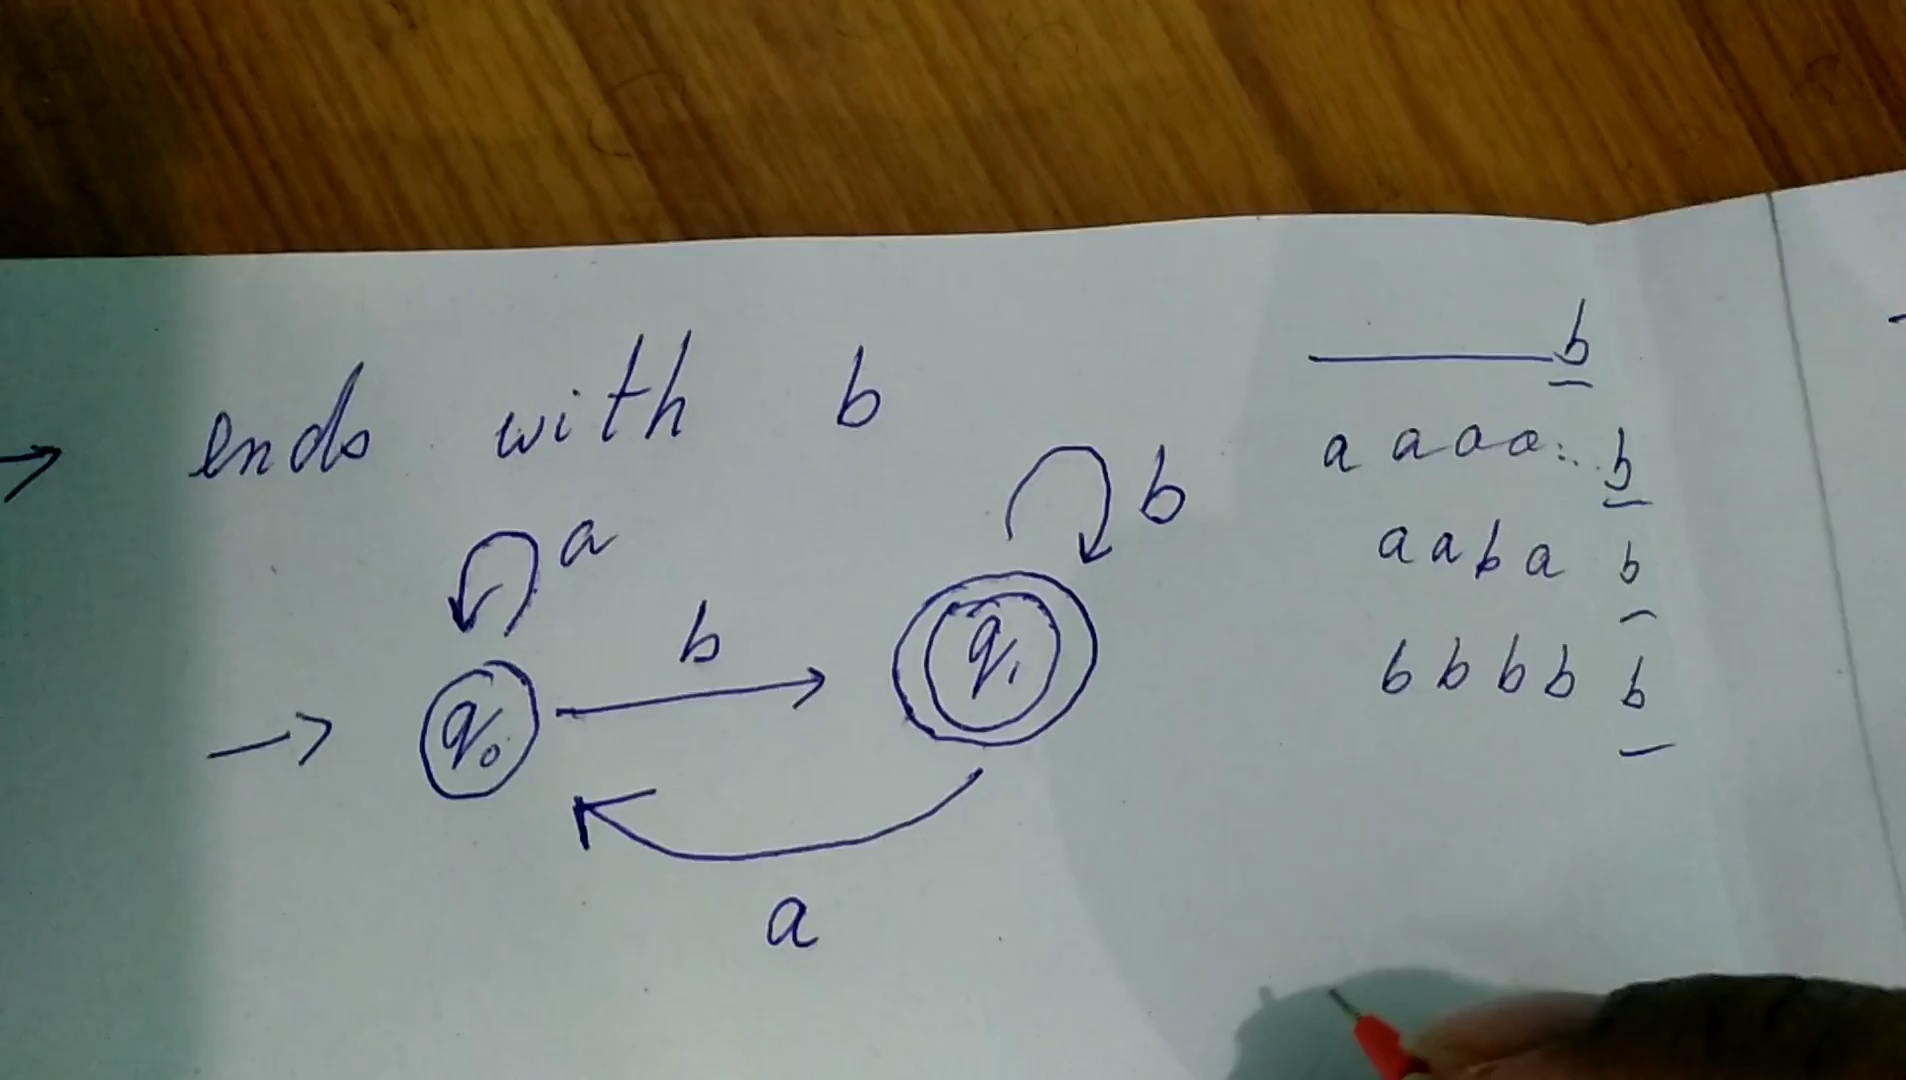 → ends with b
a
b
→ q₀
b
q₁
a
_____b
a a a a... b
a a b a b
b b b b b